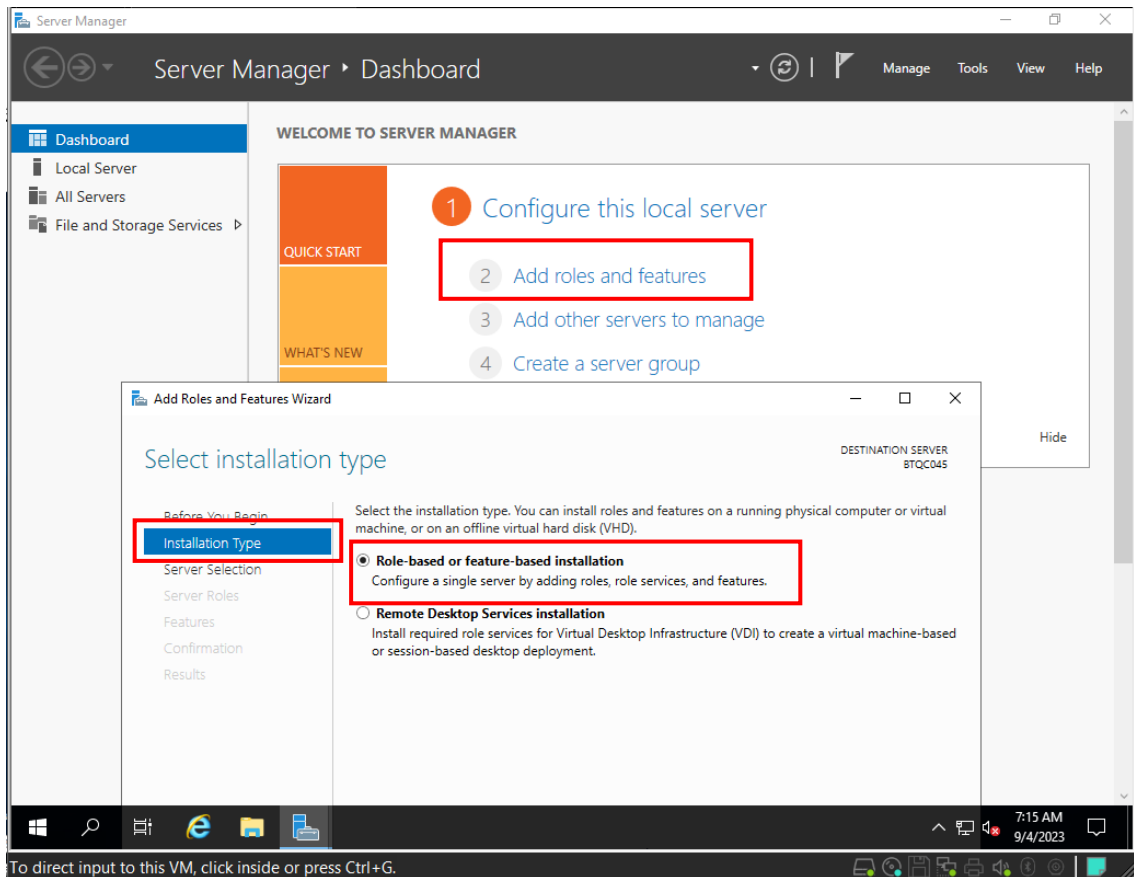 Server Manager
Server Manager • Dashboard
Manage Tools View Help
Dashboard
Local Server
All Servers
File and Storage Services
WELCOME TO SERVER MANAGER
QUICK START
WHAT'S NEW
1 Configure this local server
2 Add roles and features
3 Add other servers to manage
4 Create a server group
Hide
Add Roles and Features Wizard
Select installation type
DESTINATION SERVER
BTQC045
Before You Begin
Installation Type
Server Selection
Server Roles
Features
Confirmation
Results
Select the installation type. You can install roles and features on a running physical computer or virtual
machine, or on an offline virtual hard disk (VHD).
Role-based or feature-based installation
Configure a single server by adding roles, role services, and features.
Remote Desktop Services installation
Install required role services for Virtual Desktop Infrastructure (VDI) to create a virtual machine-based
or session-based desktop deployment.
7:15 AM
9/4/2023
To direct input to this VM, click inside or press Ctrl+G.